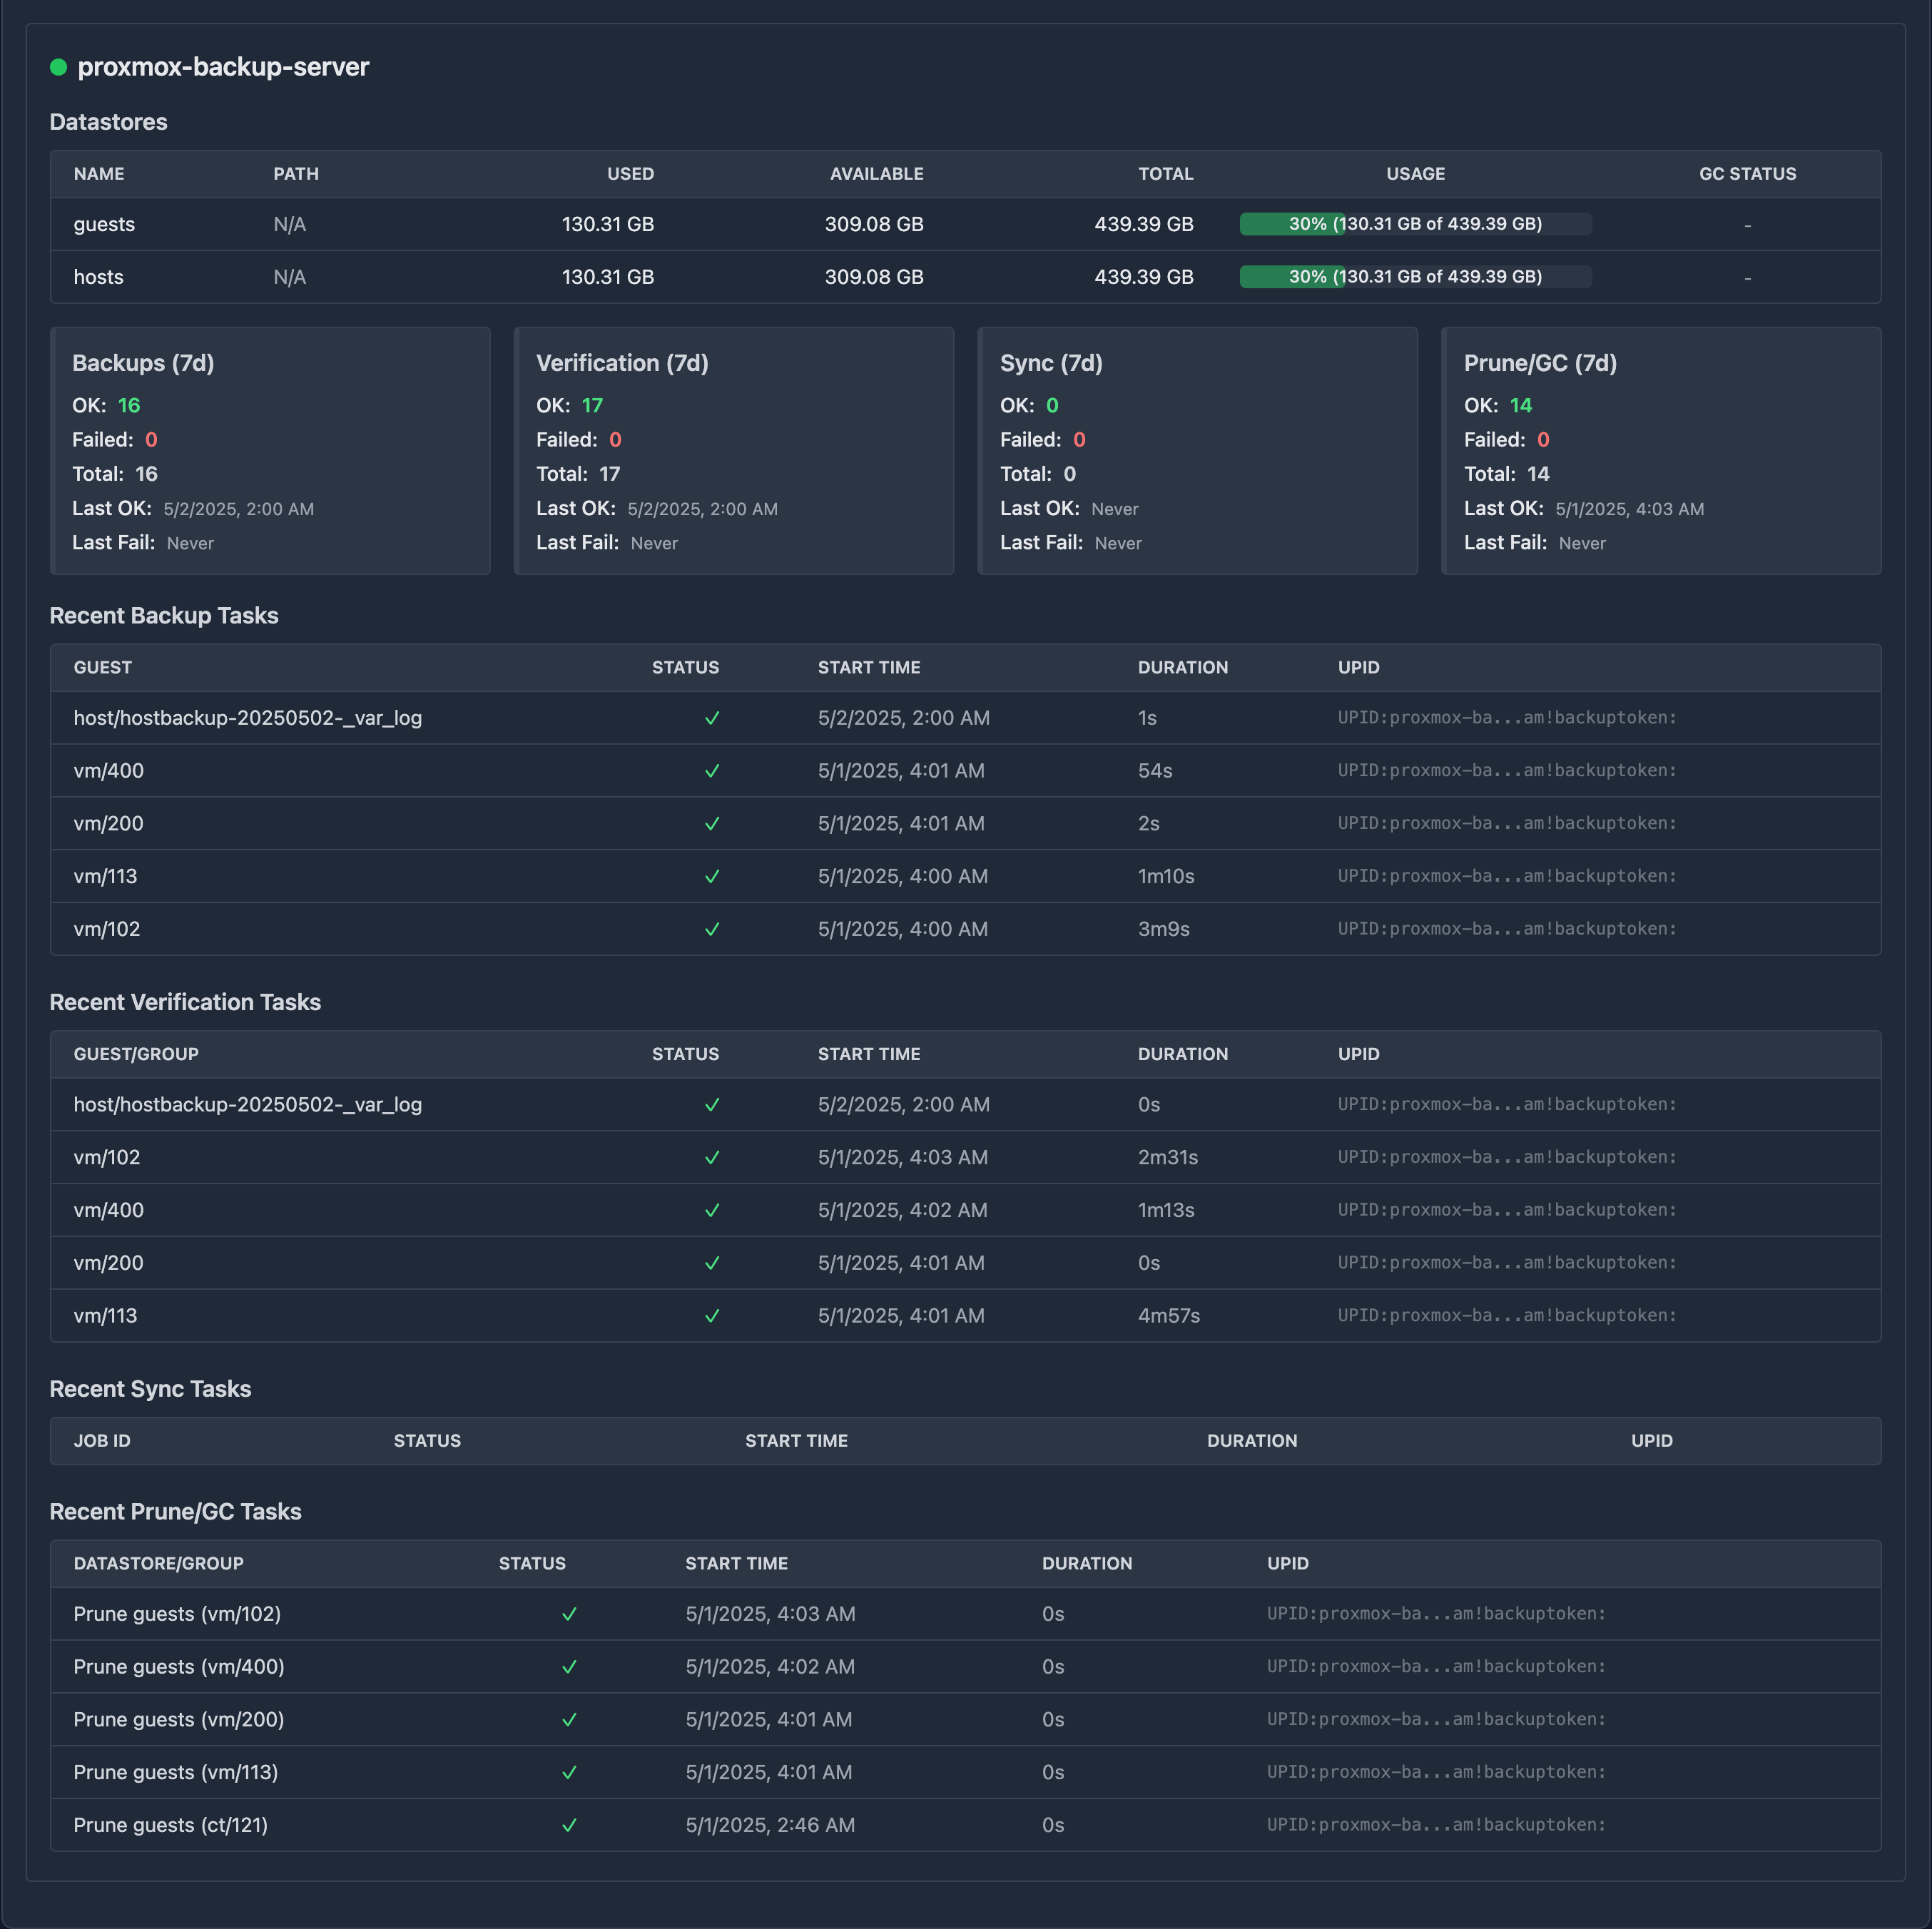 proxmox-backup-server
Datastores
NAME PATH USED AVAILABLE TOTAL USAGE GC STATUS
guests N/A 130.31 GB 309.08 GB 439.39 GB 30% (130.31 GB of 439.39 GB) -
hosts N/A 130.31 GB 309.08 GB 439.39 GB 30% (130.31 GB of 439.39 GB) -
Backups (7d)
OK: 16
Failed: 0
Total: 16
Last OK: 5/2/2025, 2:00 AM
Last Fail: Never
Verification (7d)
OK: 17
Failed: 0
Total: 17
Last OK: 5/2/2025, 2:00 AM
Last Fail: Never
Sync (7d)
OK: 0
Failed: 0
Total: 0
Last OK: Never
Last Fail: Never
Prune/GC (7d)
OK: 14
Failed: 0
Total: 14
Last OK: 5/1/2025, 4:03 AM
Last Fail: Never
Recent Backup Tasks
GUEST STATUS START TIME DURATION UPID
host/hostbackup-20250502-_var_log ✓ 5/2/2025, 2:00 AM 1s UPID:proxmox-ba...am!backuptoken:
vm/400 ✓ 5/1/2025, 4:01 AM 54s UPID:proxmox-ba...am!backuptoken:
vm/200 ✓ 5/1/2025, 4:01 AM 2s UPID:proxmox-ba...am!backuptoken:
vm/113 ✓ 5/1/2025, 4:00 AM 1m10s UPID:proxmox-ba...am!backuptoken:
vm/102 ✓ 5/1/2025, 4:00 AM 3m9s UPID:proxmox-ba...am!backuptoken:
Recent Verification Tasks
GUEST/GROUP STATUS START TIME DURATION UPID
host/hostbackup-20250502-_var_log ✓ 5/2/2025, 2:00 AM 0s UPID:proxmox-ba...am!backuptoken:
vm/102 ✓ 5/1/2025, 4:03 AM 2m31s UPID:proxmox-ba...am!backuptoken:
vm/400 ✓ 5/1/2025, 4:02 AM 1m13s UPID:proxmox-ba...am!backuptoken:
vm/200 ✓ 5/1/2025, 4:01 AM 0s UPID:proxmox-ba...am!backuptoken:
vm/113 ✓ 5/1/2025, 4:01 AM 4m57s UPID:proxmox-ba...am!backuptoken:
Recent Sync Tasks
JOB ID STATUS START TIME DURATION UPID
Recent Prune/GC Tasks
DATASTORE/GROUP STATUS START TIME DURATION UPID
Prune guests (vm/102) ✓ 5/1/2025, 4:03 AM 0s UPID:proxmox-ba...am!backuptoken:
Prune guests (vm/400) ✓ 5/1/2025, 4:02 AM 0s UPID:proxmox-ba...am!backuptoken:
Prune guests (vm/200) ✓ 5/1/2025, 4:01 AM 0s UPID:proxmox-ba...am!backuptoken:
Prune guests (vm/113) ✓ 5/1/2025, 4:01 AM 0s UPID:proxmox-ba...am!backuptoken:
Prune guests (ct/121) ✓ 5/1/2025, 2:46 AM 0s UPID:proxmox-ba...am!backuptoken: